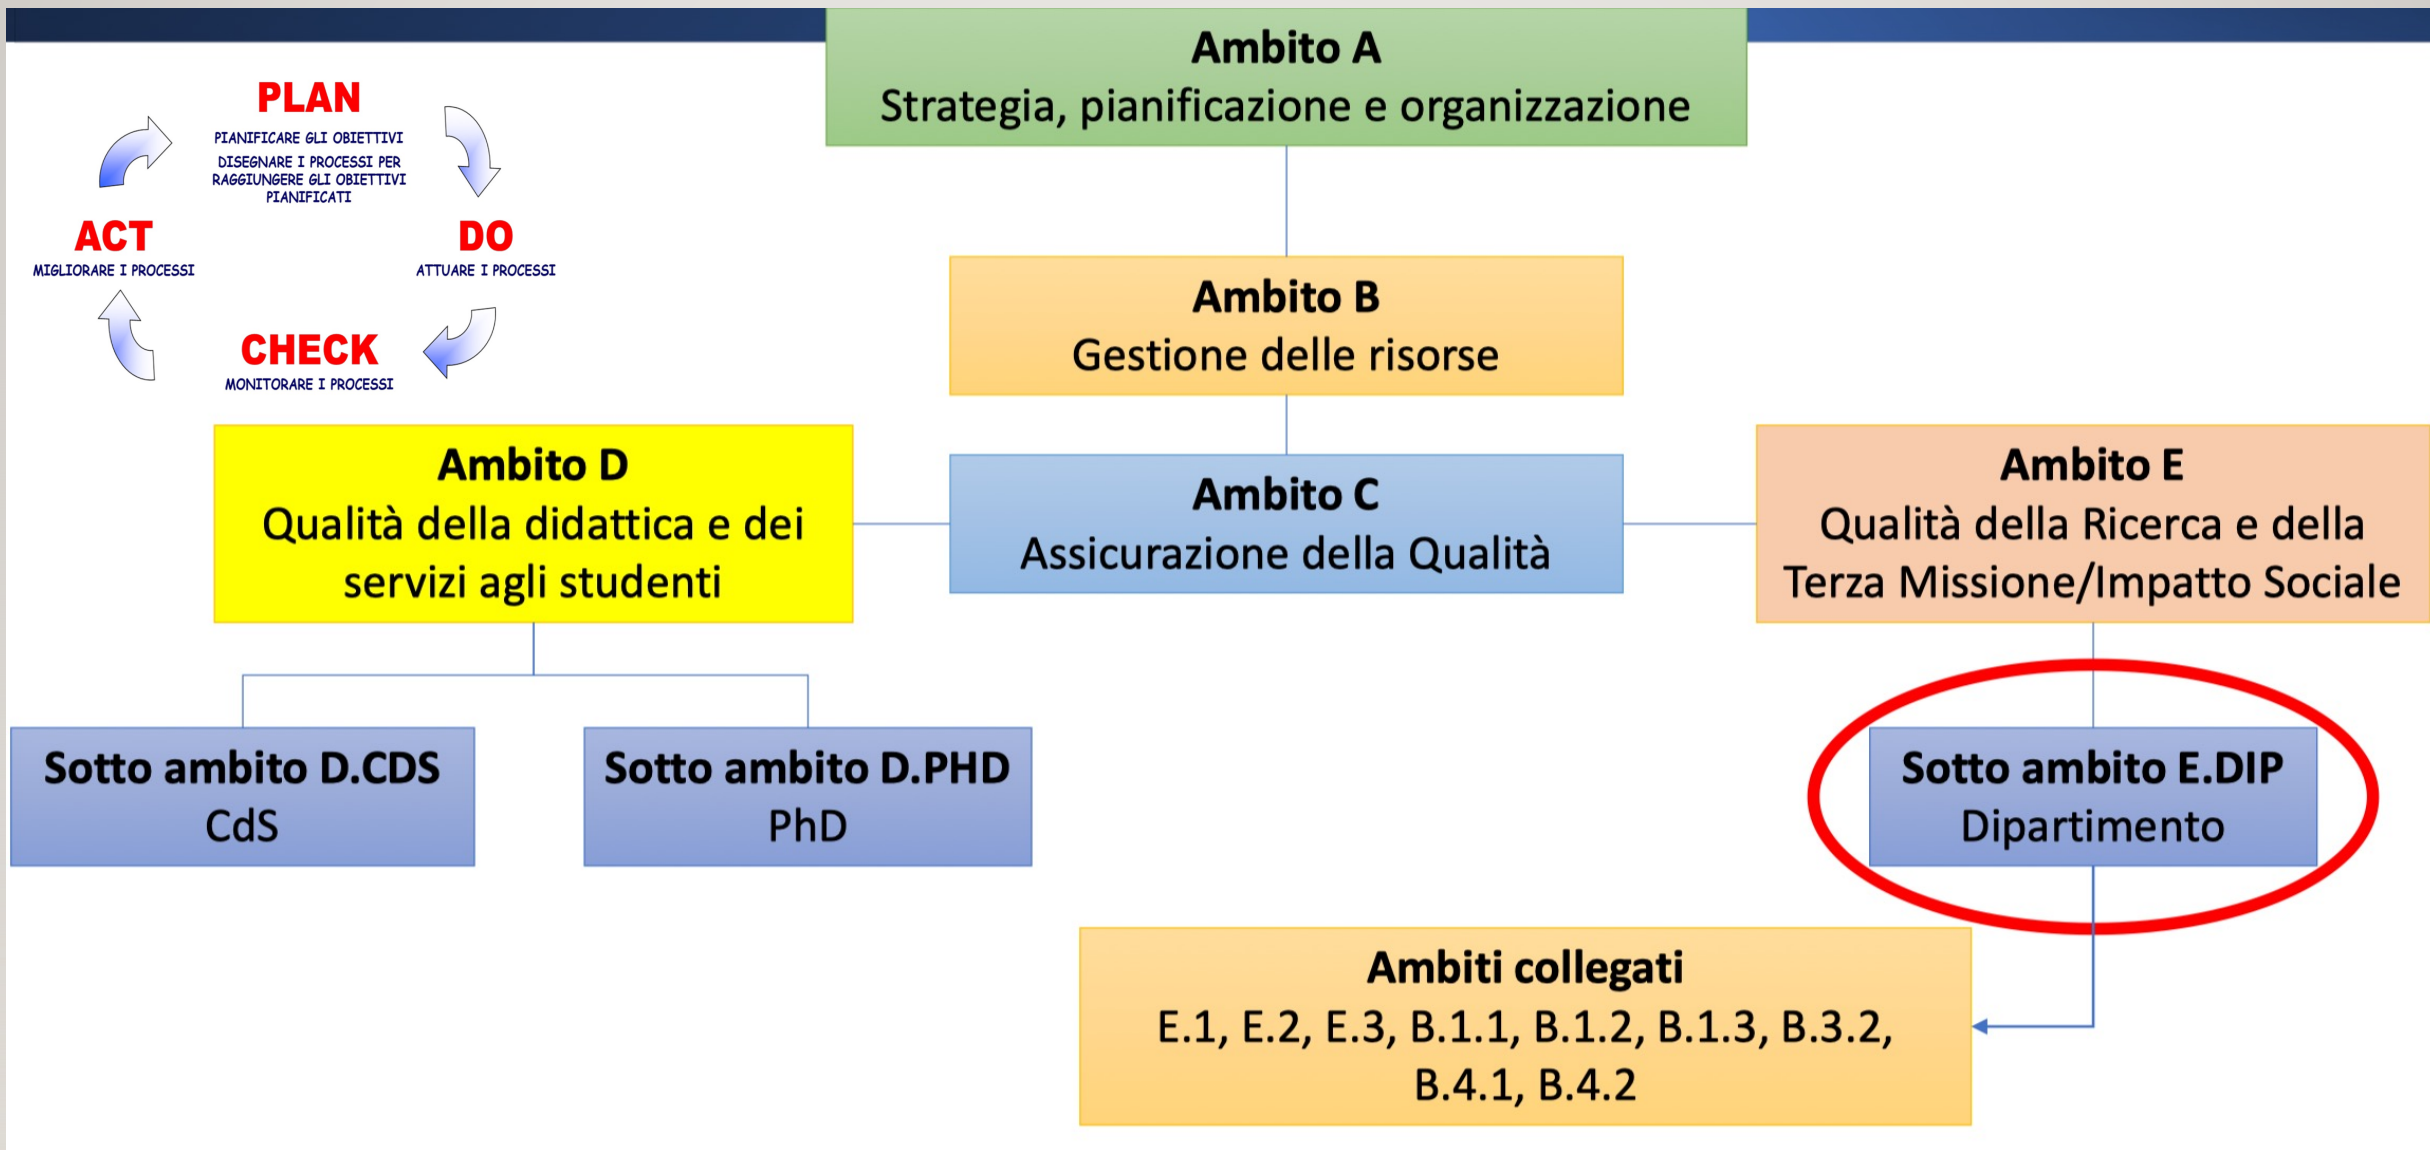 Ambito A
Strategia, pianificazione e organizzazione
PLAN
PIANIFICARE GLI OBIETTIVI
DISEGNARE I PROCESSI PER
RAGGIUNGERE GLI OBIETTIVI
PIANIFICATI
ACT
MIGLIORARE I PROCESSI
DO
ATTUARE I PROCESSI
CHECK
MONITORARE I PROCESSI
Ambito B
Gestione delle risorse
Ambito D
Qualità della didattica e dei
servizi agli studenti
Ambito C
Assicurazione della Qualità
Ambito E
Qualità della Ricerca e della
Terza Missione/Impatto Sociale
Sotto ambito D.CDS
CdS
Sotto ambito D.PHD
PhD
Sotto ambito E.DIP
Dipartimento
Ambiti collegati
E.1, E.2, E.3, B.1.1, B.1.2, B.1.3, B.3.2,
B.4.1, B.4.2